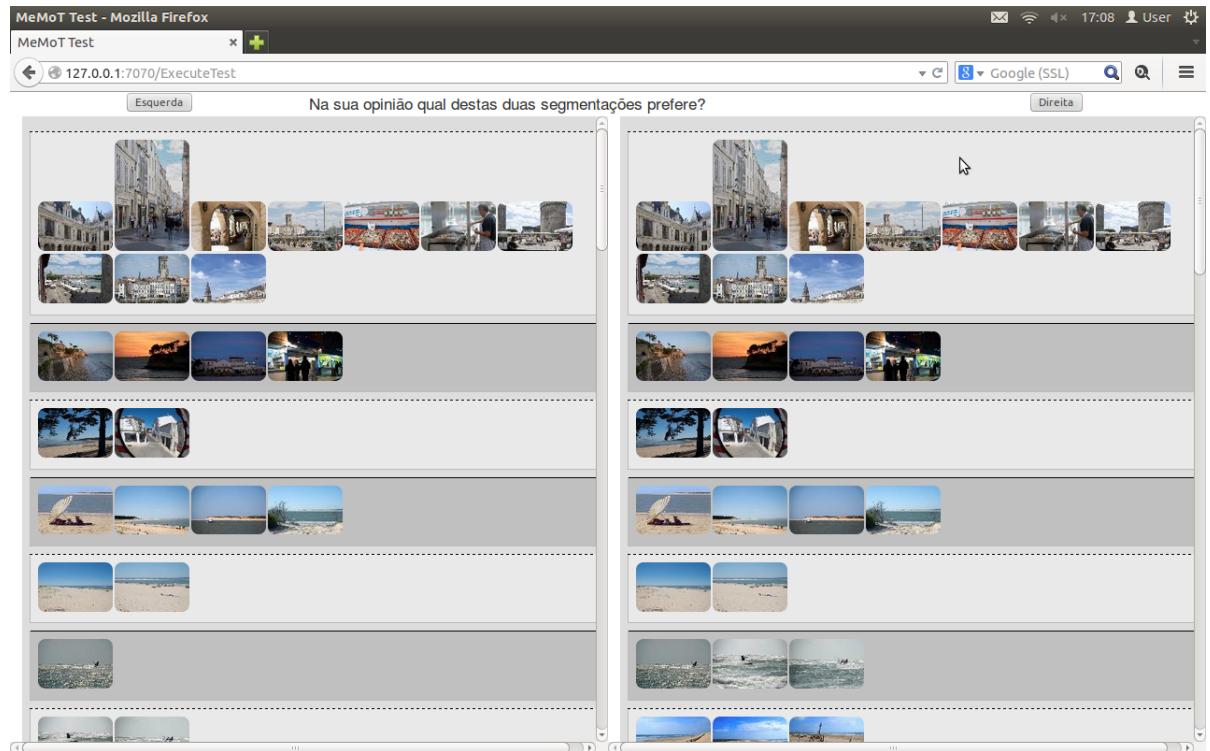 MeMoT Test - Mozilla Firefox
17:08 User
MeMoT Test
127.0.0.1:7070/ExecuteTest
Google (SSL)
Esquerda
Na sua opinião qual destas duas segmentações prefere?
Direita